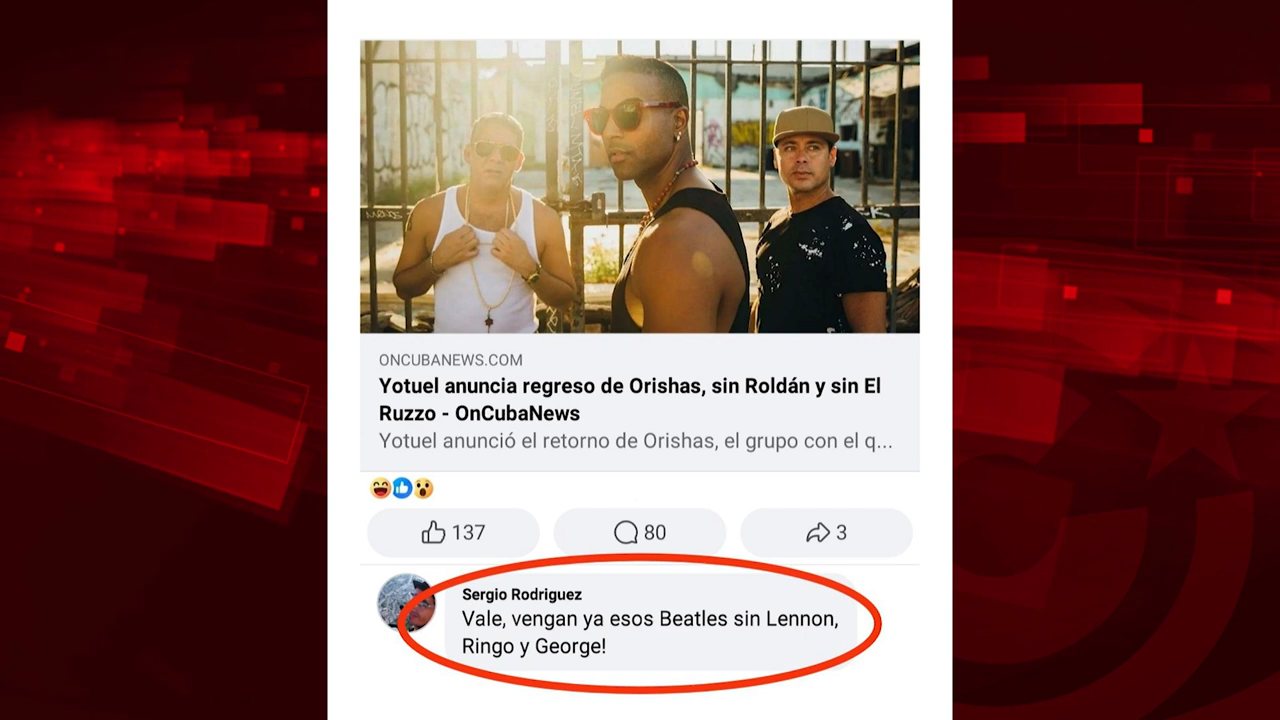 ONCUBANEWS.COM
Yotuel anuncia regreso de Orishas, sin Roldán y sin El
Ruzzo - OnCubaNews
Yotuel anunció el retorno de Orishas, el grupo con el q...
137
80
3
Sergio Rodriguez
Vale, vengan ya esos Beatles sin Lennon,
Ringo y George!